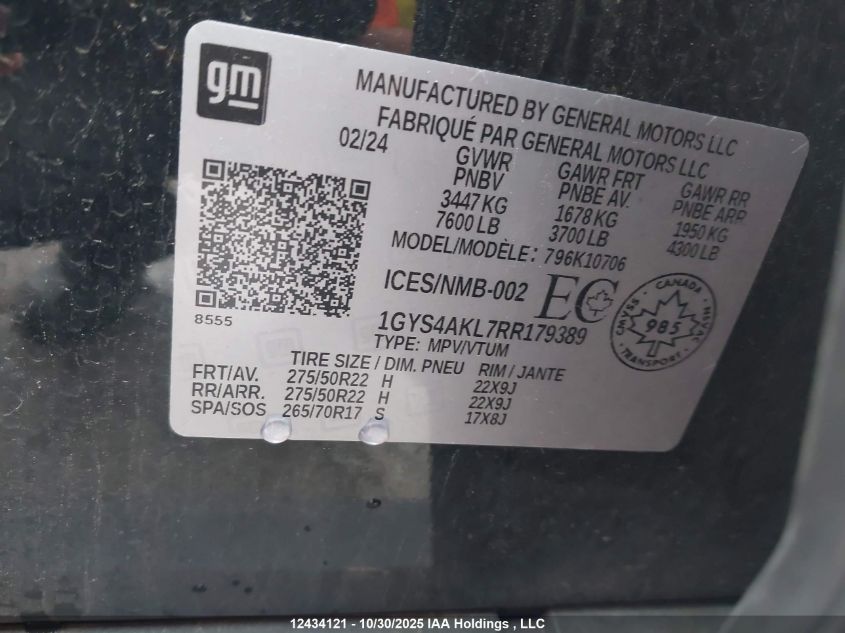 gm
MANUFACTURED BY GENERAL MOTORS LLC
FABRIQUÉ PAR GENERAL MOTORS LLC
02/24
GVWR GAWR FRT GAWR RR
PNBV PNBE AV. PNBE ARR
3447 KG 1678 KG 1950 KG
7600 LB 3700 LB 4300 LB
MODEL/MODÈLE: 796K10706
ICES/NMB-002 EC
CANADA
CMVSS 985 NSVAC
TRANSPORT
8555
1GYS4AKL7RR179389
TYPE: MPV/VTUM
TIRE SIZE / DIM. PNEU RIM / JANTE
FRT/AV. 275/50R22 H 22X9J
RR/ARR. 275/50R22 H 22X9J
SPA/SOS 265/70R17 S 17X8J
12434121 - 10/30/2025 IAA Holdings , LLC